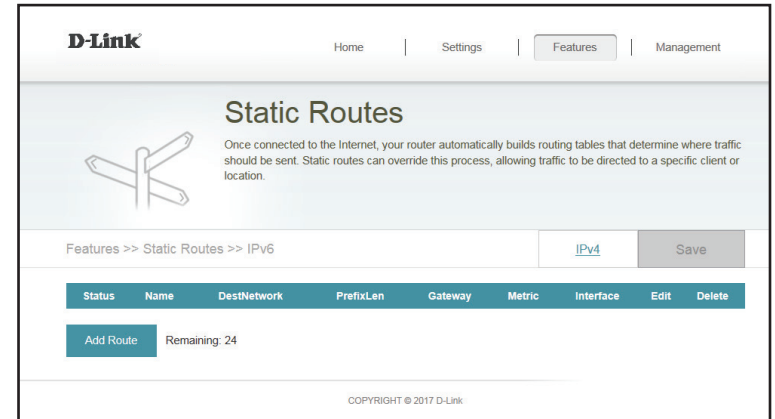 D-Link
Home | Settings | Features | Management
Static Routes
Once connected to the Internet, your router automatically builds routing tables that determine where traffic
should be sent. Static routes can override this process, allowing traffic to be directed to a specific client or
location.
Features >> Static Routes >> IPv6 IPv4 Save
Status Name DestNetwork PrefixLen Gateway Metric Interface Edit Delete
Add Route Remaining: 24
COPYRIGHT © 2017 D-Link